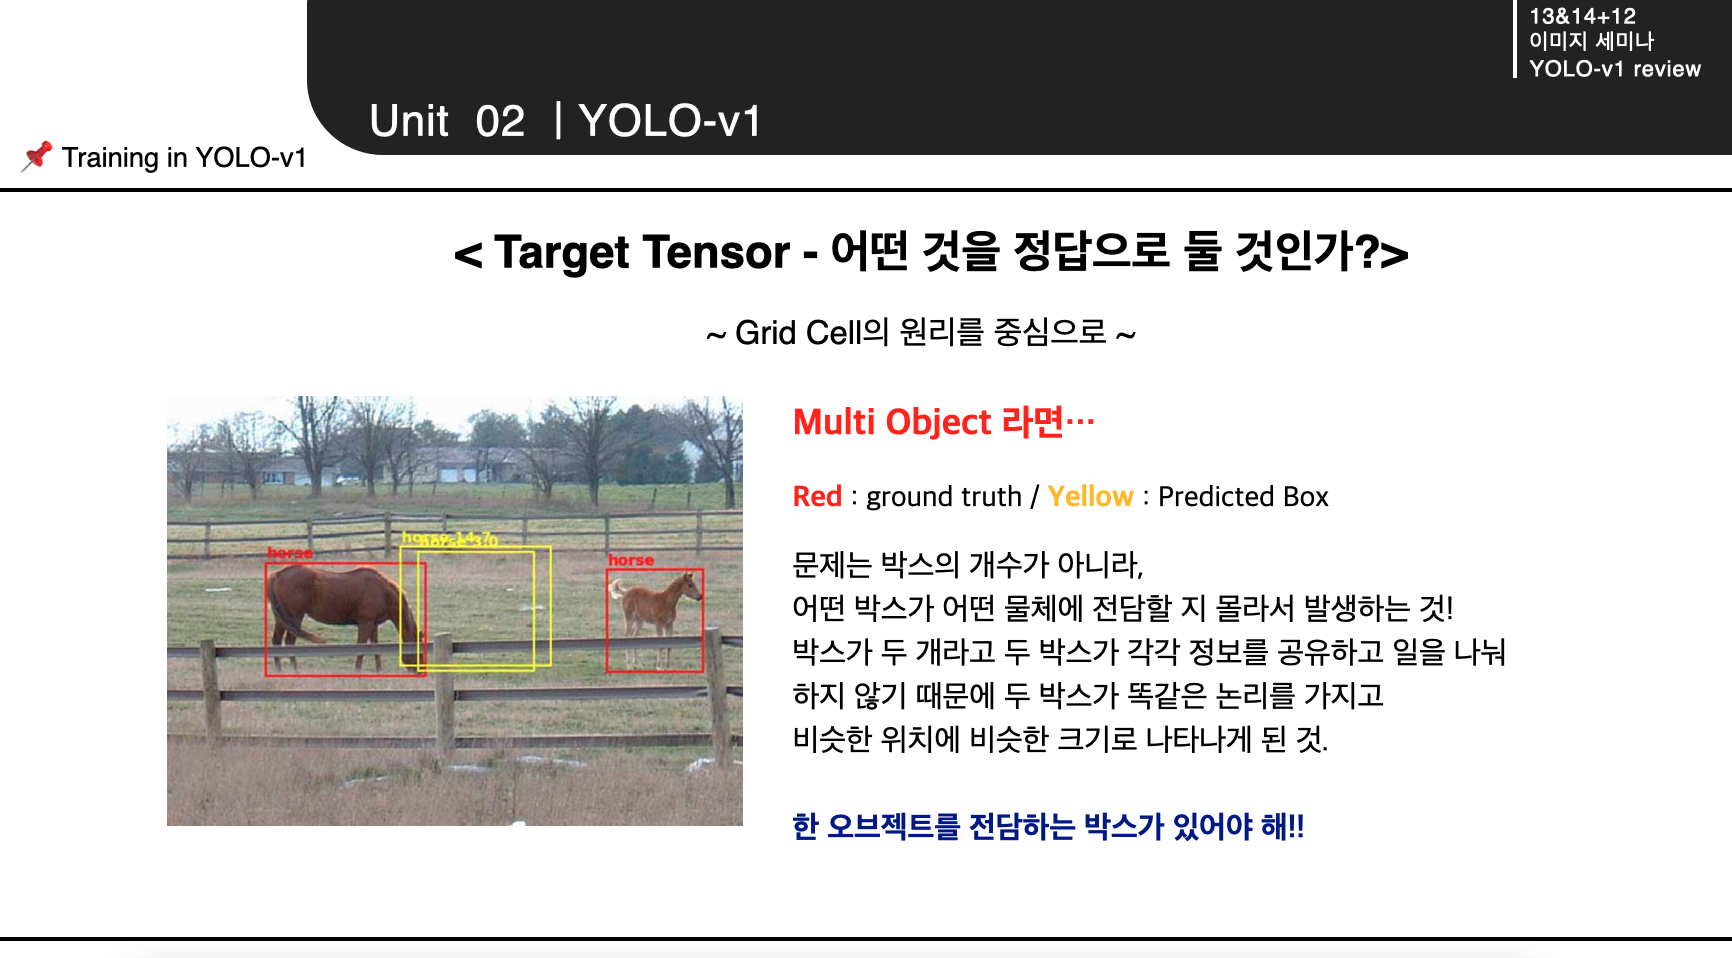 13&14+12
이미지 세미나
YOLO-v1 review
Unit 02 | YOLO-v1
📌 Training in YOLO-v1
< Target Tensor - 어떤 것을 정답으로 둘 것인가?>
~ Grid Cell의 원리를 중심으로 ~
horse
horse
Multi Object 라면…
Red : ground truth / Yellow : Predicted Box
문제는 박스의 개수가 아니라,
어떤 박스가 어떤 물체에 전담할 지 몰라서 발생하는 것!
박스가 두 개라고 두 박스가 각각 정보를 공유하고 일을 나눠
하지 않기 때문에 두 박스가 똑같은 논리를 가지고
비슷한 위치에 비슷한 크기로 나타나게 된 것.
한 오브젝트를 전담하는 박스가 있어야 해!!